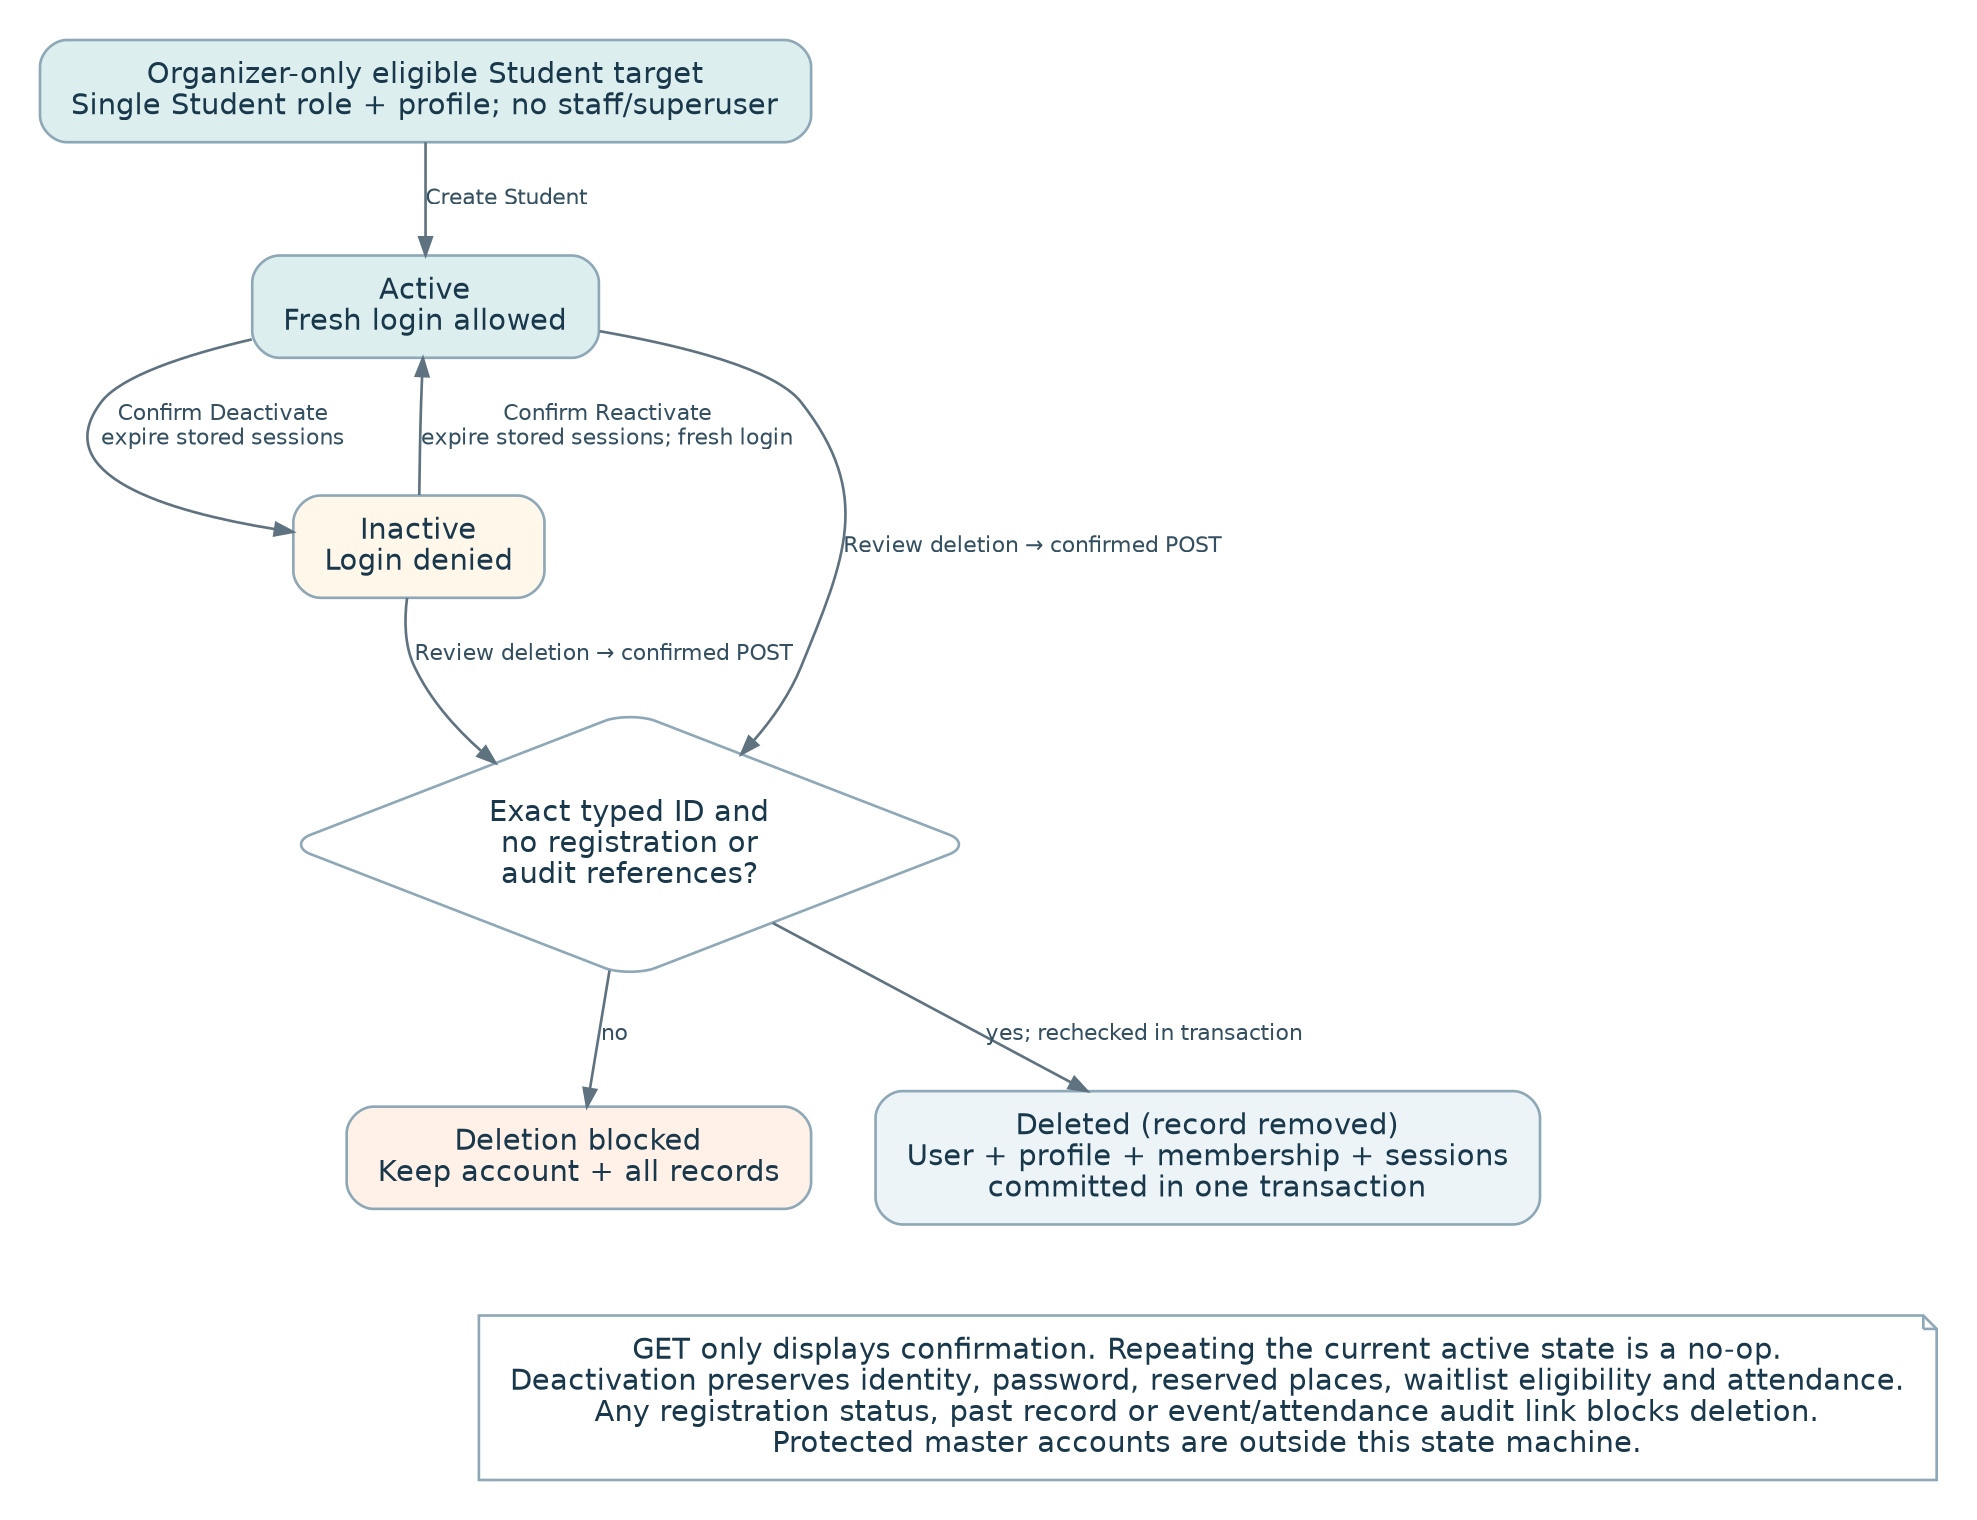 Organizer-only eligible Student target
Single Student role + profile; no staff/superuser
Create Student
Active
Fresh login allowed
Confirm Deactivate
expire stored sessions
Confirm Reactivate
expire stored sessions; fresh login
Inactive
Login denied
Review deletion → confirmed POST
Review deletion → confirmed POST
Exact typed ID and
no registration or
audit references?
no
yes; rechecked in transaction
Deletion blocked
Keep account + all records
Deleted (record removed)
User + profile + membership + sessions
committed in one transaction
GET only displays confirmation. Repeating the current active state is a no-op.
Deactivation preserves identity, password, reserved places, waitlist eligibility and attendance.
Any registration status, past record or event/attendance audit link blocks deletion.
Protected master accounts are outside this state machine.